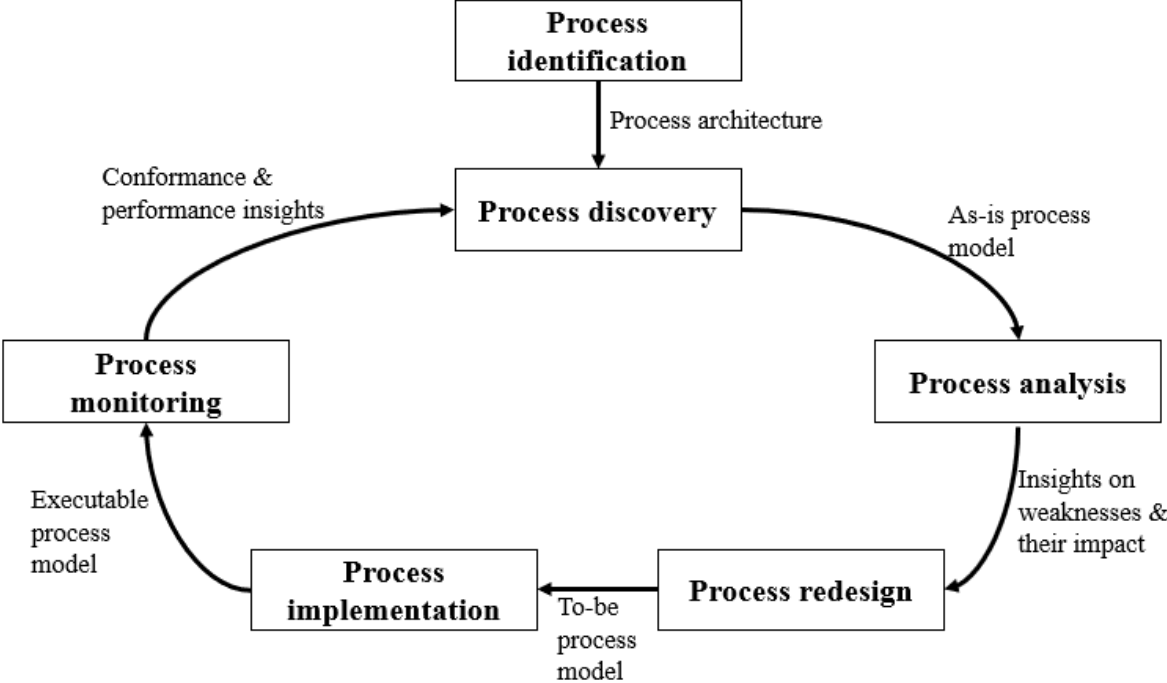 Process
identification
Process architecture
Conformance &
performance insights
Process discovery
As-is process
model
Process
monitoring
Process analysis
Executable
process
model
Insights on
weaknesses &
their impact
Process
implementation
To-be
process
model
Process redesign